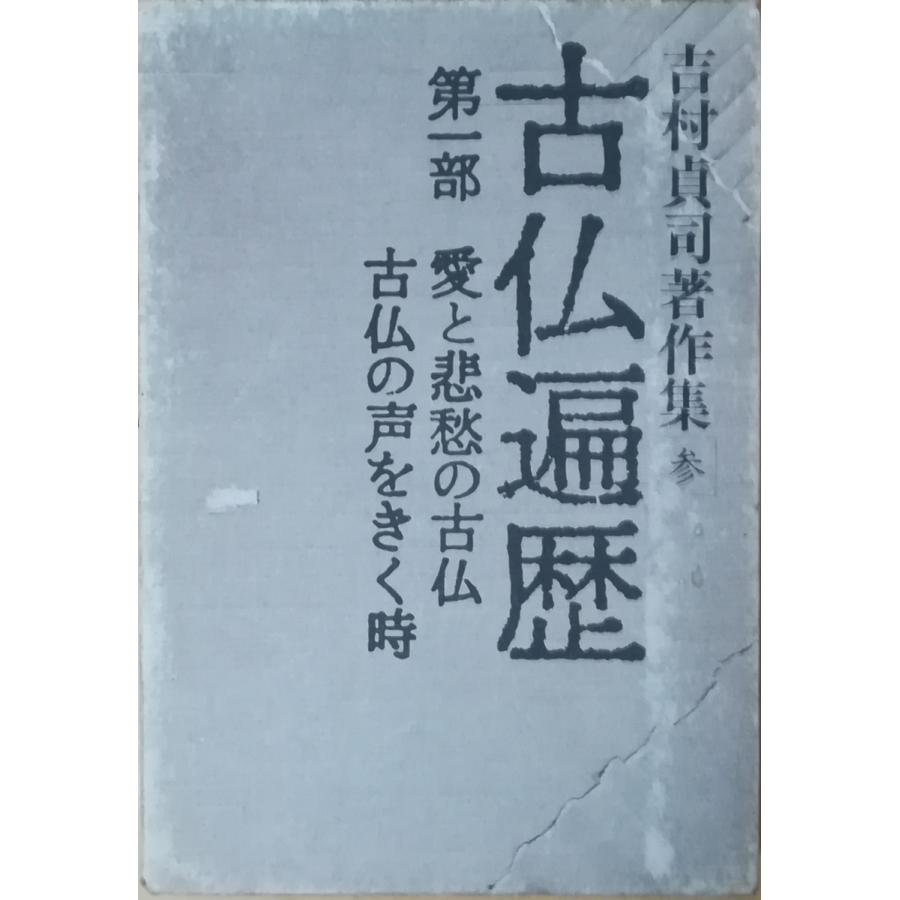 吉村貞司著作集 参
古仏遍歴
第一部 愛と悲愁の古仏
古仏の声をきく時